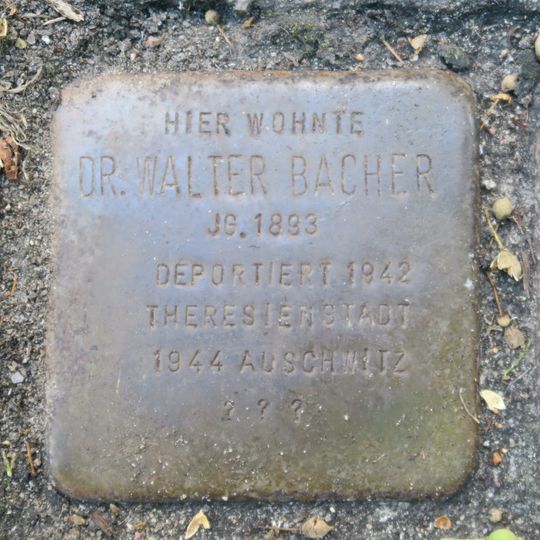 HIER WOHNTE
DR. WALTER BACHER
JG. 1893
DEPORTIERT 1942
THERESIENSTADT
1944 AUSCHWITZ
? ? ?